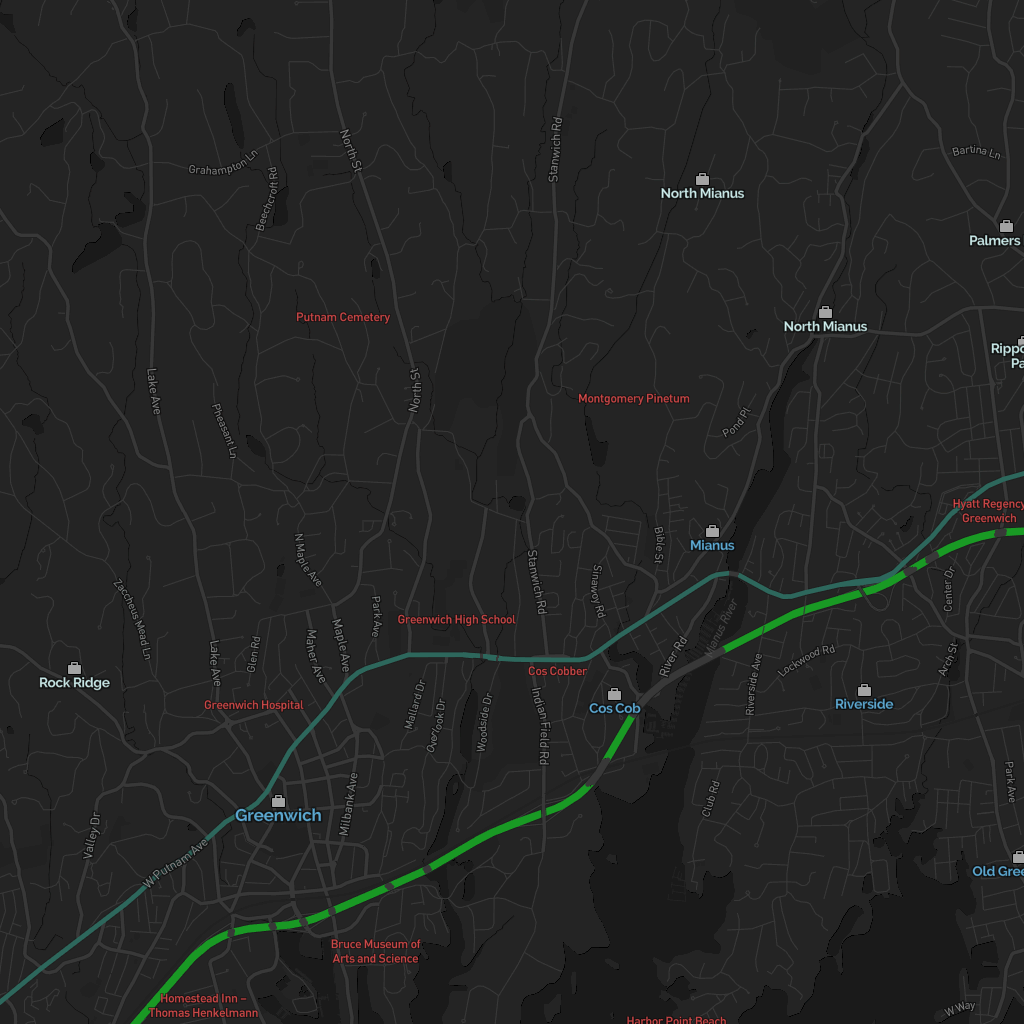 Stanwich Rd
North St
Bartina Ln
Grahampton Ln
Beechcroft Rd
North Mianus
Palmers
Putnam Cemetery
North Mianus
Lake Ave
North St
Montgomery Pinetum
Pheasant Ln
Pond Pl
Hyatt Regency
Greenwich
Mianus
Bible St
N Maple Ave
Stanwich Rd
Sinawoy Rd
Center Dr
Zaccheus Mead Ln
Park Ave
Greenwich High School
River Rd
Lake Ave
Glen Rd
Maher Ave
Maple Ave
Cos Cobber
Lockwood Rd
Arch St
Rock Ridge
Riverside Ave
Greenwich Hospital
Mallard Dr
Overlook Dr
Woodside Dr
Indian Field Rd
Cos Cob
Riverside
Greenwich
Milbank Ave
Club Rd
Park Ave
Valley Dr
W Putnam Ave
Bruce Museum of
Arts and Science
Homestead Inn –
Thomas Henkelmann
W Way
Harbor Point Beach